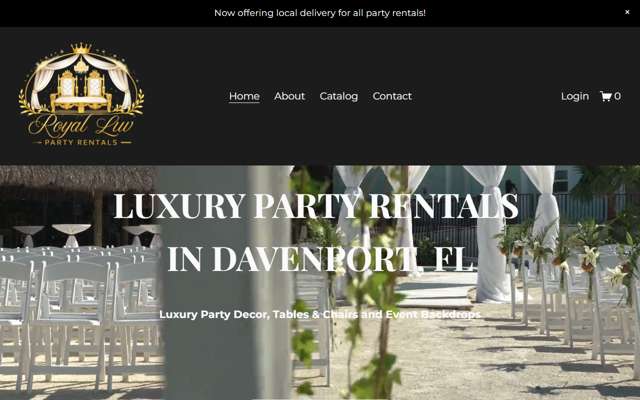 Now offering local delivery for all party rentals!
×
Royal Luv
PARTY RENTALS
Home About Catalog Contact
Login 0
LUXURY PARTY RENTALS
IN DAVENPORT, FL
Luxury Party Decor, Tables & Chairs and Event Backdrops